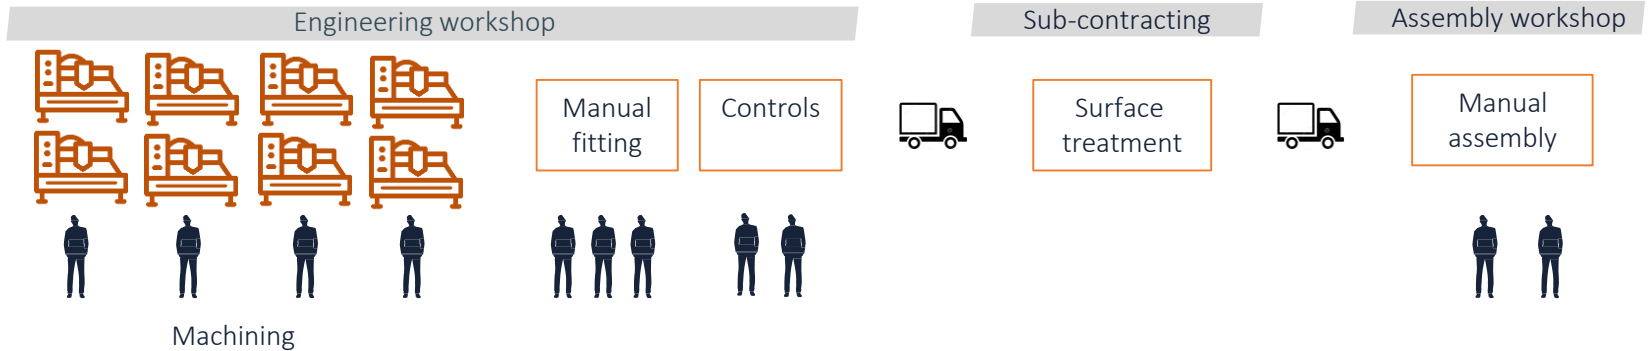 Engineering workshop
Sub-contracting
Assembly workshop
Manual
fitting
Controls
Surface
treatment
Manual
assembly
Machining